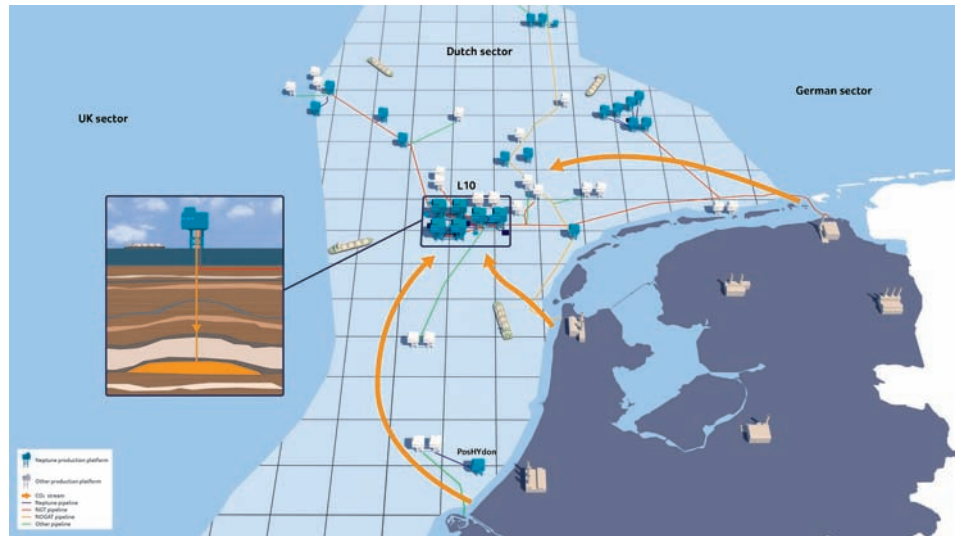 Dutch sector
German sector
UK sector
L10
PosHYdon
Neptune production platform
Other production platform
CO₂ stream
Neptune pipeline
NGT pipeline
NOGAT pipeline
Other pipeline